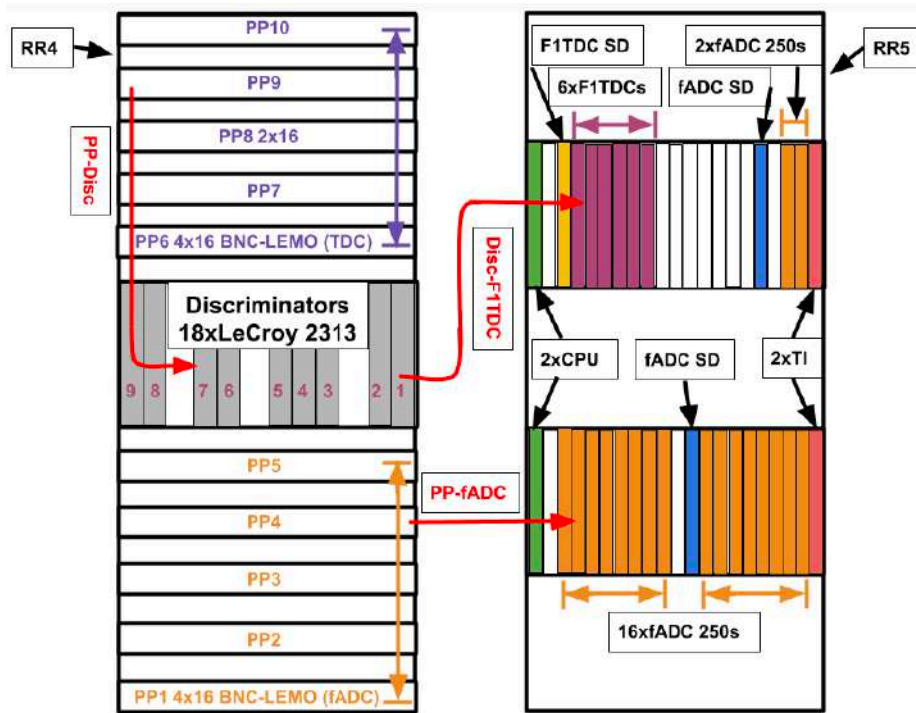 RR4
PP10
PP9
PP8 2x16
PP7
PP6 4x16 BNC-LEMO (TDC)
PP-Disc
Discriminators
18xLeCroy 2313
9 8 7 6 5 4 3 2 1
PP5
PP4
PP3
PP2
PP1 4x16 BNC-LEMO (fADC)
Disc-F1TDC
PP-fADC
F1TDC SD
2xfADC 250s
RR5
6xF1TDCs
fADC SD
2xCPU
fADC SD
2xTI
16xfADC 250s